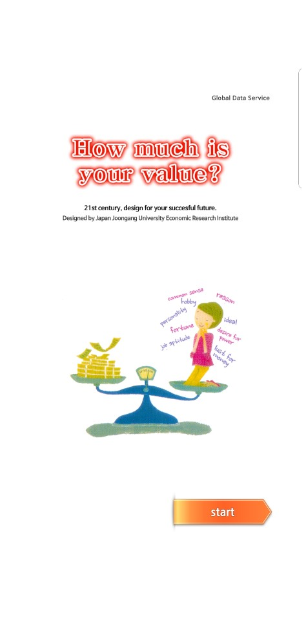 Global Data Service
How much is
your value?
21st century, design for your succesful future.
Designed by Japan Joongang University Economic Research Institute
common sense
hobby
passion
personality
ideal
fortune
desire for
power
job aptitude
lust for
money
start